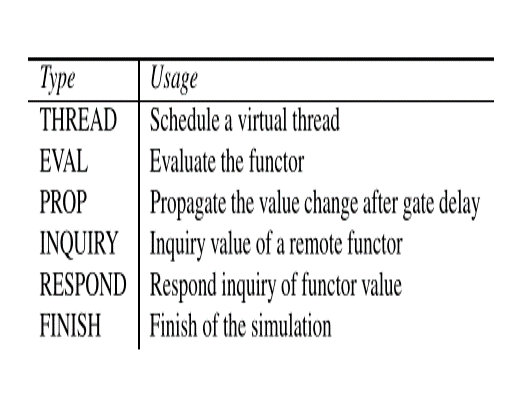 Type Usage
THREAD Schedule a virtual thread
EVAL Evaluate the functor
PROP Propagate the value change after gate delay
INQUIRY Inquiry value of a remote functor
RESPOND Respond inquiry of functor value
FINISH Finish of the simulation